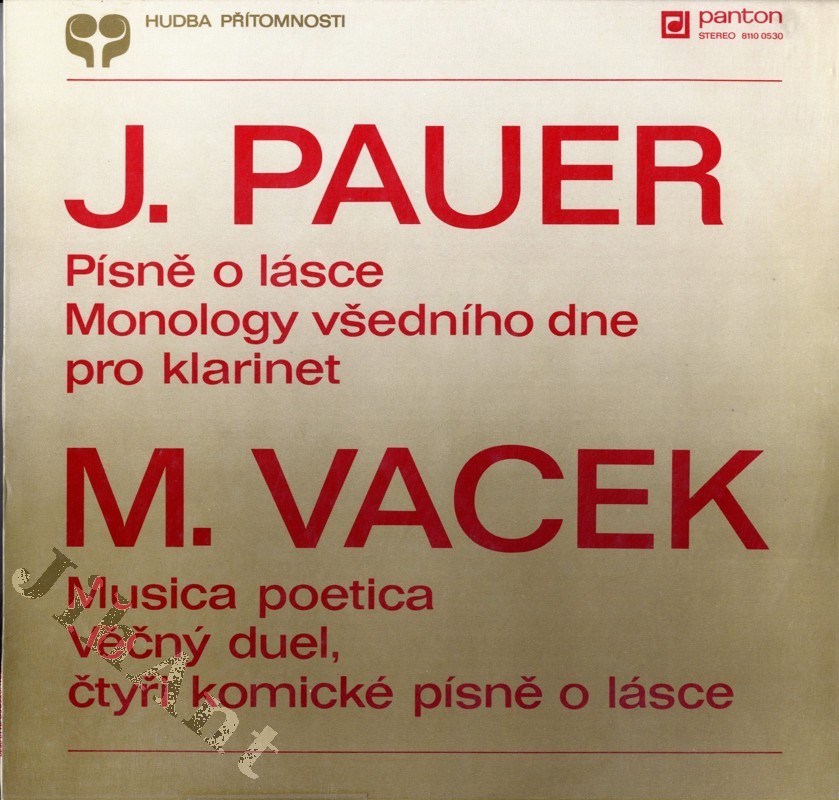 HUDBA PŘÍTOMNOSTI
panton
STEREO 8110 0530
J. PAUER
Písně o lásce
Monology všedního dne
pro klarinet
M. VACEK
Musica poetica
Věčný duel,
čtyři komické písně o lásce
JiRAnt